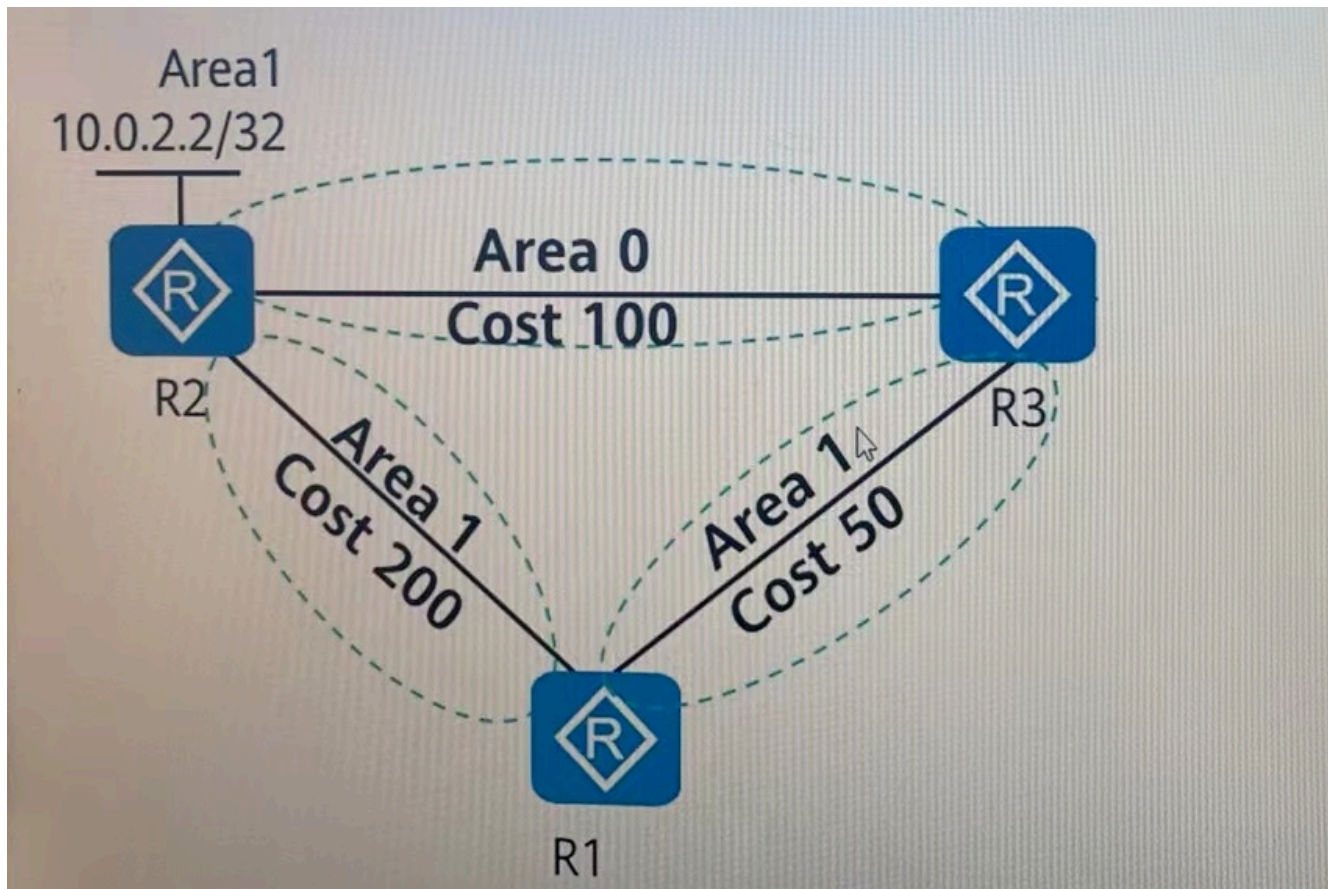 Area1
10.0.2.2/32
Area 0
Cost 100
R
R
R2
R3
Area 1
Cost 200
Area 1
Cost 50
R
R1